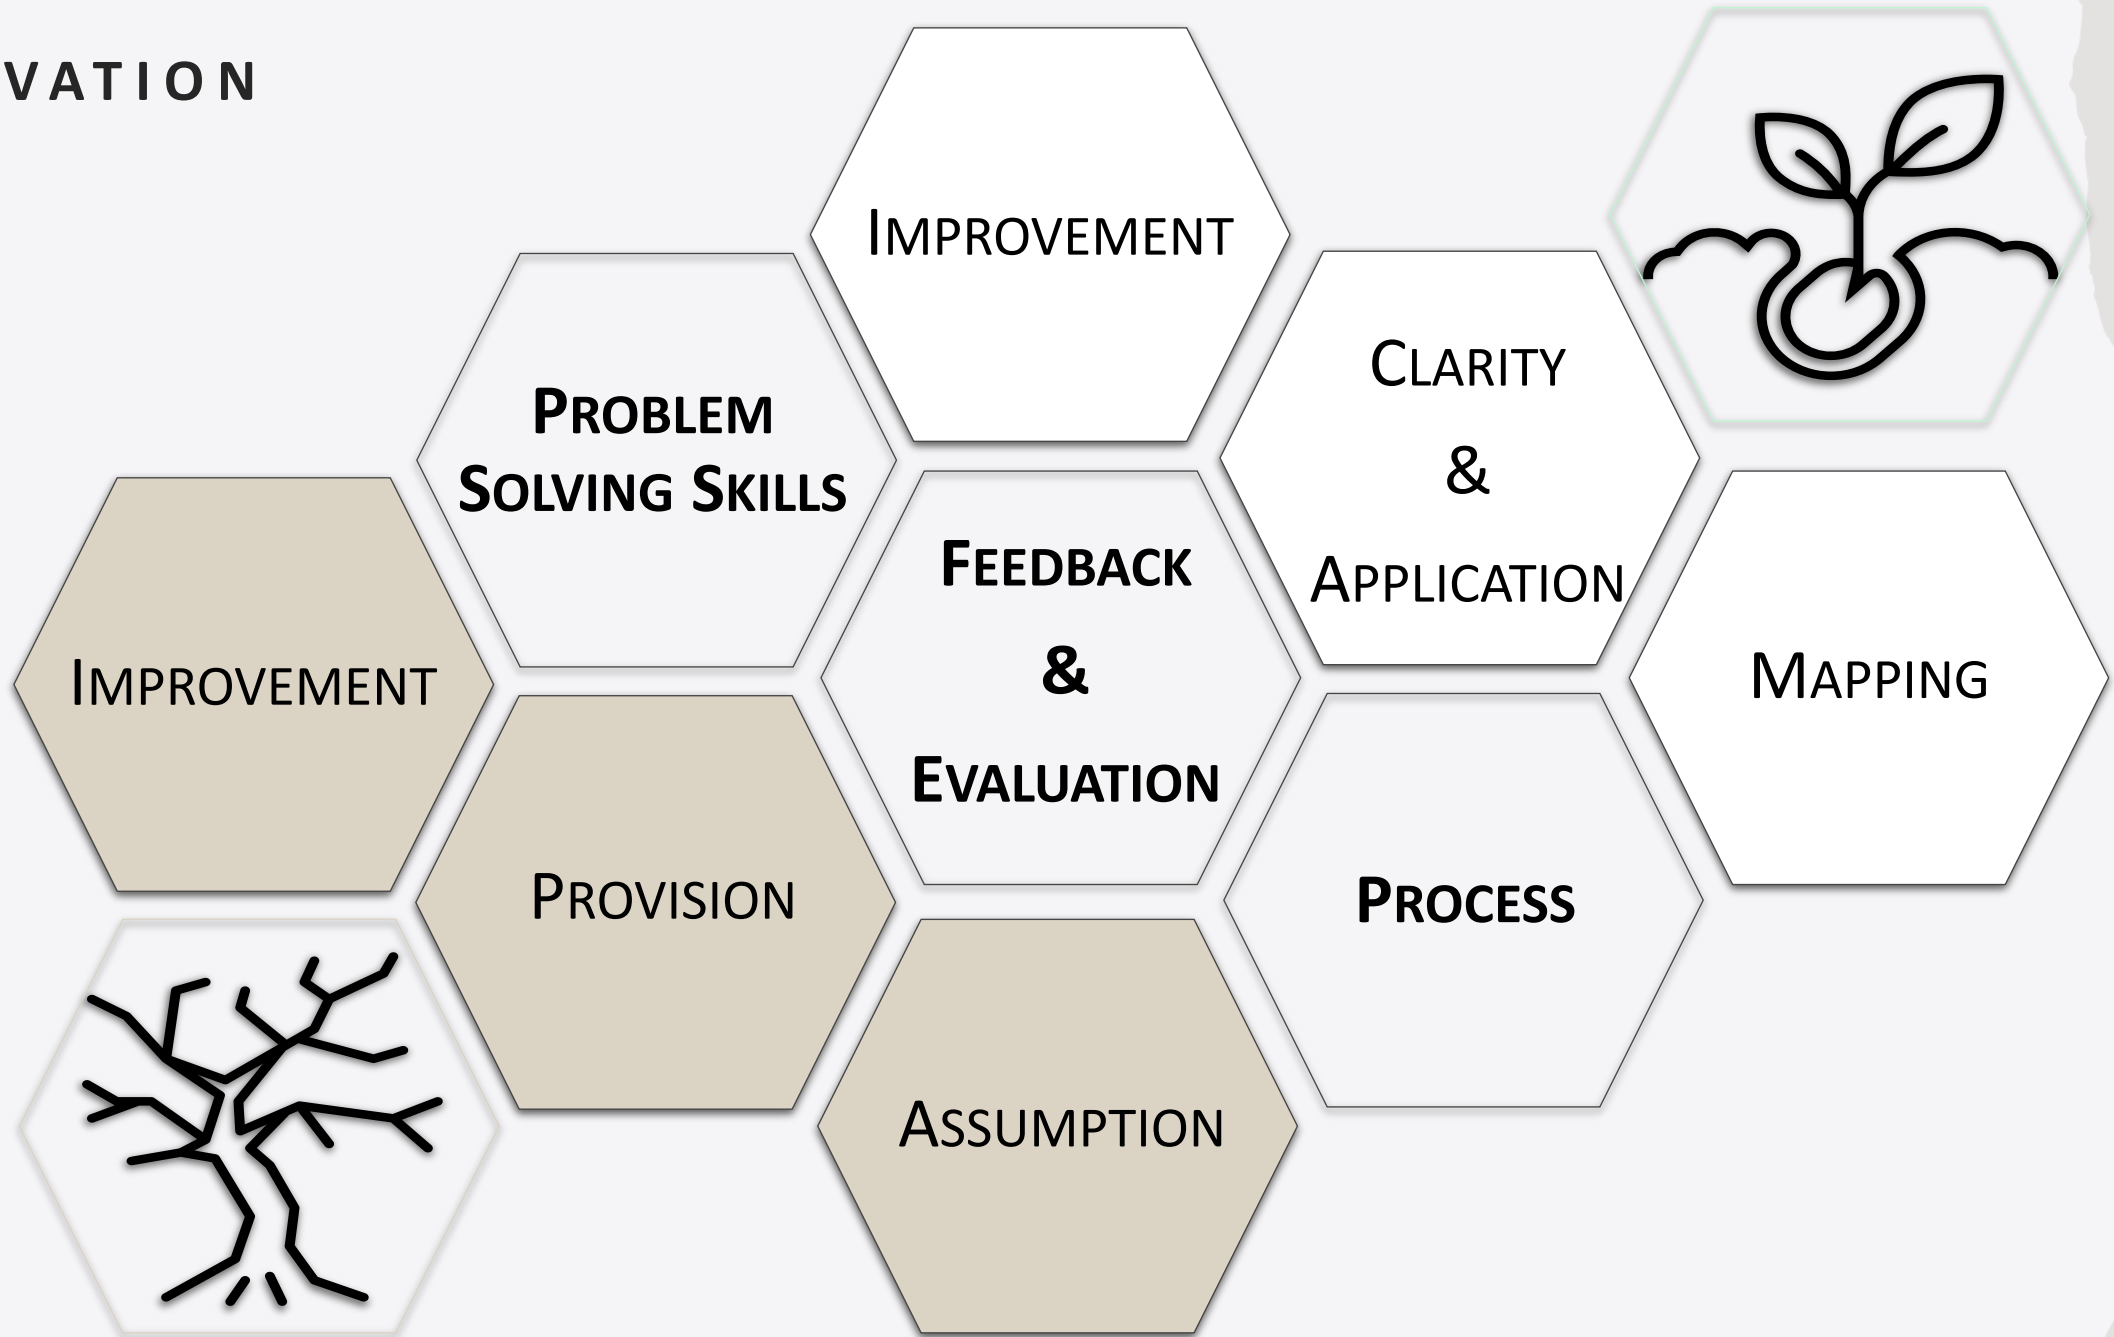 VATION
IMPROVEMENT
PROBLEM
SOLVING SKILLS
CLARITY
&
APPLICATION
FEEDBACK
&
EVALUATION
IMPROVEMENT
MAPPING
PROVISION
PROCESS
ASSUMPTION